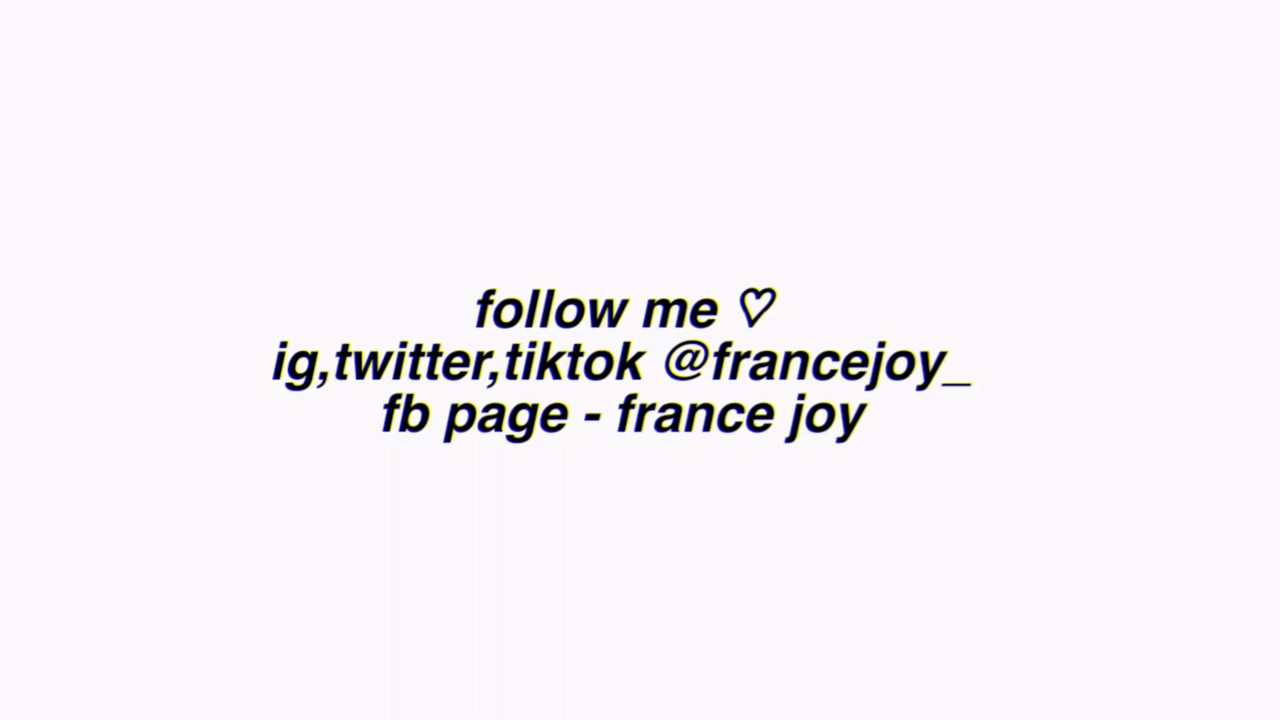 follow me ♡
ig,twitter,tiktok @francejoy_
fb page - france joy